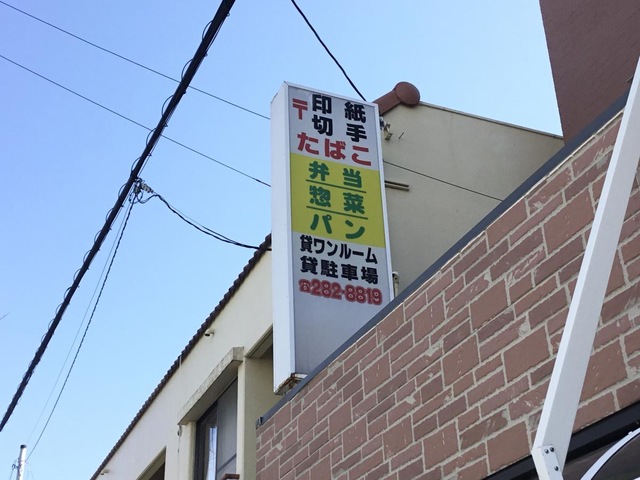 〒印紙
切手
たばこ
弁当
惣菜
パン
貸ワンルーム
貸駐車場
☎282-8819